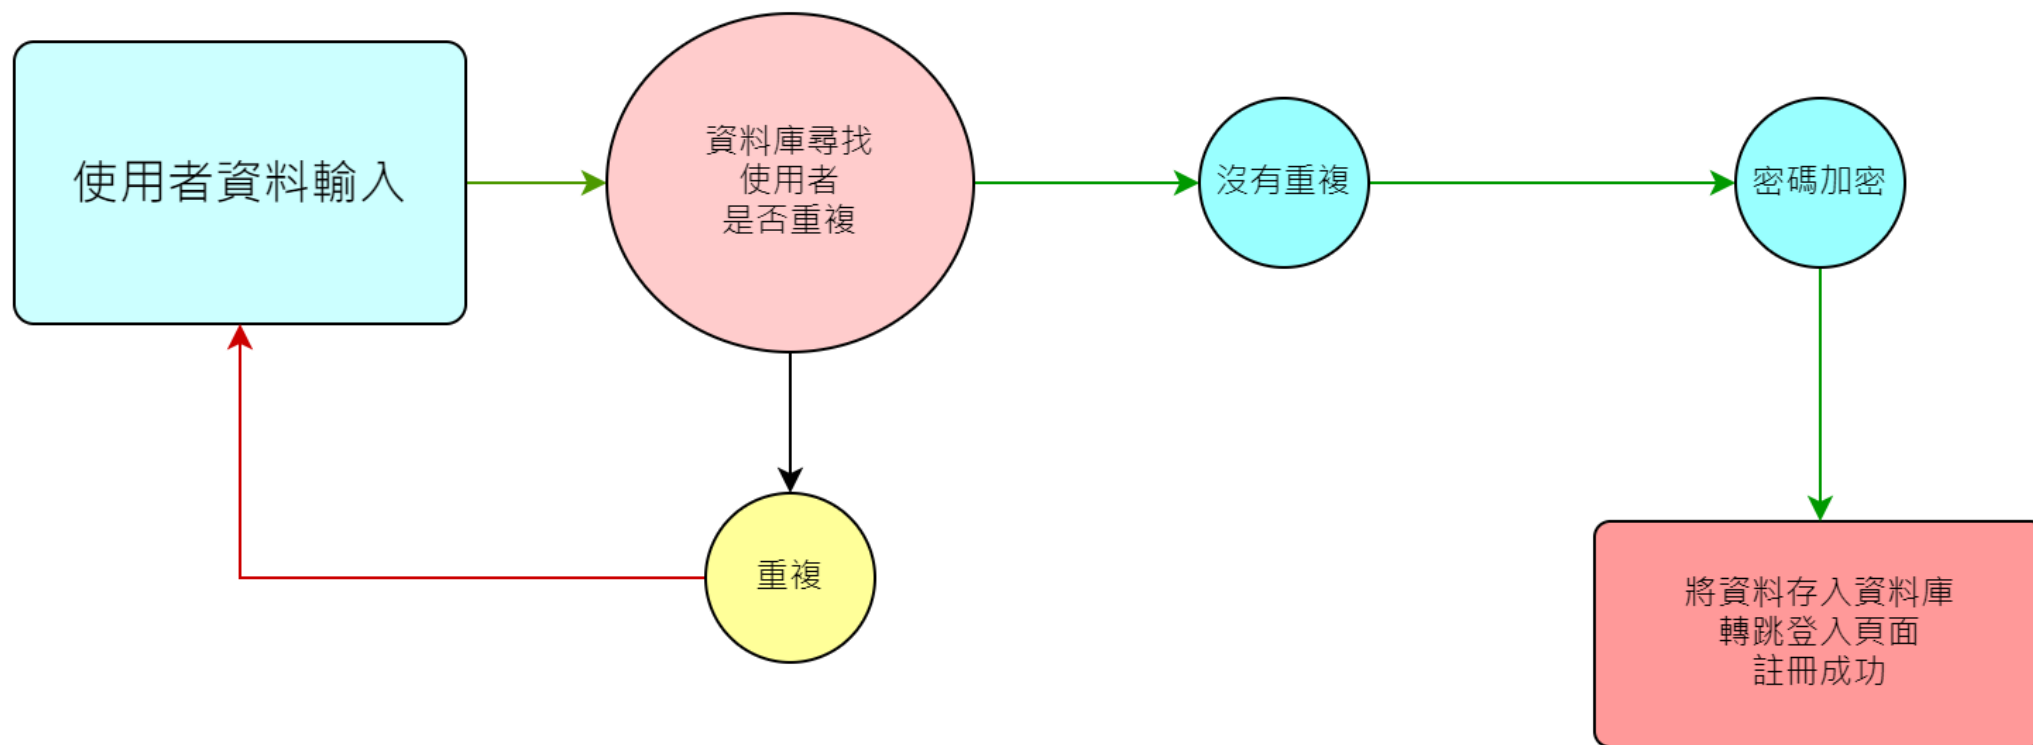 使用者資料輸入
資料庫尋找
使用者
是否重複
沒有重複
密碼加密
重複
將資料存入資料庫
轉跳登入頁面
註冊成功